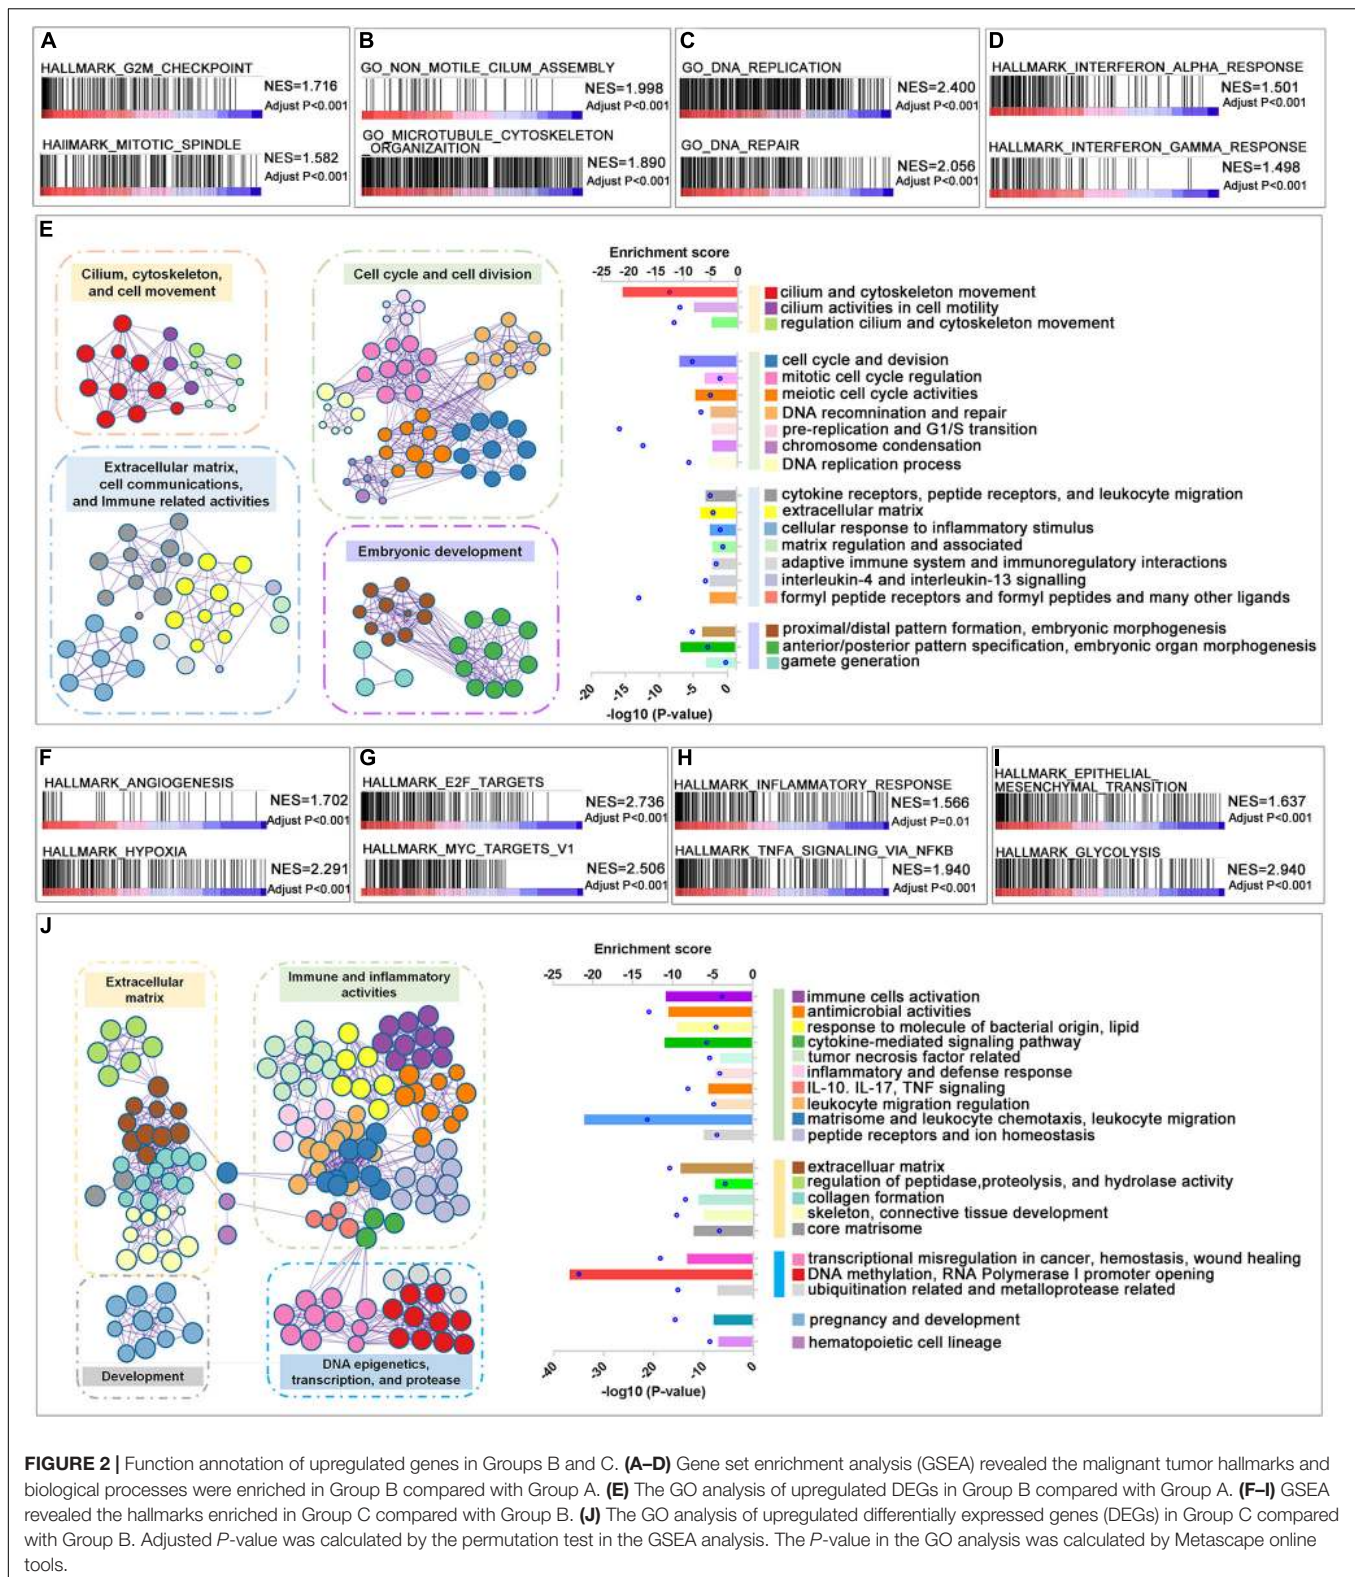 A
HALLMARK_G2M_CHECKPOINT
NES=1.716
Adjust P<0.001
HAllMARK_MITOTIC_SPINDLE
NES=1.582
Adjust P<0.001
B
GO_NON_MOTILE_CILUM_ASSEMBLY
NES=1.998
Adjust P<0.001
GO_MICROTUBULE_CYTOSKELETON
_ORGANIZAITION
NES=1.890
Adjust P<0.001
C
GO_DNA_REPLICATION
NES=2.400
Adjust P<0.001
GO_DNA_REPAIR
NES=2.056
Adjust P<0.001
D
HALLMARK_INTERFERON_ALPHA_RESPONSE
NES=1.501
Adjust P<0.001
HALLMARK_INTERFERON_GAMMA_RESPONSE
NES=1.498
Adjust P<0.001
E
Cilium, cytoskeleton,
and cell movement
Cell cycle and cell division
Extracellular matrix,
cell communications,
and Immune related activities
Embryonic development
Enrichment score
-25 -20 -15 -10 -5 0
cilium and cytoskeleton movement
cilium activities in cell motility
regulation cilium and cytoskeleton movement
cell cycle and devision
mitotic cell cycle regulation
meiotic cell cycle activities
DNA recomnination and repair
pre-replication and G1/S transition
chromosome condensation
DNA replication process
cytokine receptors, peptide receptors, and leukocyte migration
extracellular matrix
cellular response to inflammatory stimulus
matrix regulation and associated
adaptive immune system and immunoregulatory interactions
interleukin-4 and interleukin-13 signalling
formyl peptide receptors and formyl peptides and many other ligands
proximal/distal pattern formation, embryonic morphogenesis
anterior/posterior pattern specification, embryonic organ morphogenesis
gamete generation
-20 -15 -10 -5 0
-log10 (P-value)
F
HALLMARK_ANGIOGENESIS
NES=1.702
Adjust P<0.001
HALLMARK_HYPOXIA
NES=2.291
Adjust P<0.001
G
HALLMARK_E2F_TARGETS
NES=2.736
Adjust P<0.001
HALLMARK_MYC_TARGETS_V1
NES=2.506
Adjust P<0.001
H
HALLMARK_INFLAMMATORY_RESPONSE
NES=1.566
Adjust P=0.01
HALLMARK_TNFA_SIGNALING_VIA_NFKB
NES=1.940
Adjust P<0.001
I
HALLMARK_EPITHELIAL_
MESENCHYMAL_TRANSITION
NES=1.637
Adjust P<0.001
HALLMARK_GLYCOLYSIS
NES=2.940
Adjust P<0.001
J
Extracellular
matrix
Immune and inflammatory
activities
Development
DNA epigenetics,
transcription, and protease
Enrichment score
-25 -20 -15 -10 -5 0
immune cells activation
antimicrobial activities
response to molecule of bacterial origin, lipid
cytokine-mediated signaling pathway
tumor necrosis factor related
inflammatory and defense response
IL-10. IL-17, TNF signaling
leukocyte migration regulation
matrisome and leukocyte chemotaxis, leukocyte migration
peptide receptors and ion homeostasis
extracelluar matrix
regulation of peptidase,proteolysis, and hydrolase activity
collagen formation
skeleton, connective tissue development
core matrisome
transcriptional misregulation in cancer, hemostasis, wound healing
DNA methylation, RNA Polymerase I promoter opening
ubiquitination related and metalloprotease related
pregnancy and development
hematopoietic cell lineage
-40 -30 -20 -10 0
-log10 (P-value)
FIGURE 2 | Function annotation of upregulated genes in Groups B and C. (A–D) Gene set enrichment analysis (GSEA) revealed the malignant tumor hallmarks and
biological processes were enriched in Group B compared with Group A. (E) The GO analysis of upregulated DEGs in Group B compared with Group A. (F–I) GSEA
revealed the hallmarks enriched in Group C compared with Group B. (J) The GO analysis of upregulated differentially expressed genes (DEGs) in Group C compared
with Group B. Adjusted P-value was calculated by the permutation test in the GSEA analysis. The P-value in the GO analysis was calculated by Metascape online
tools.